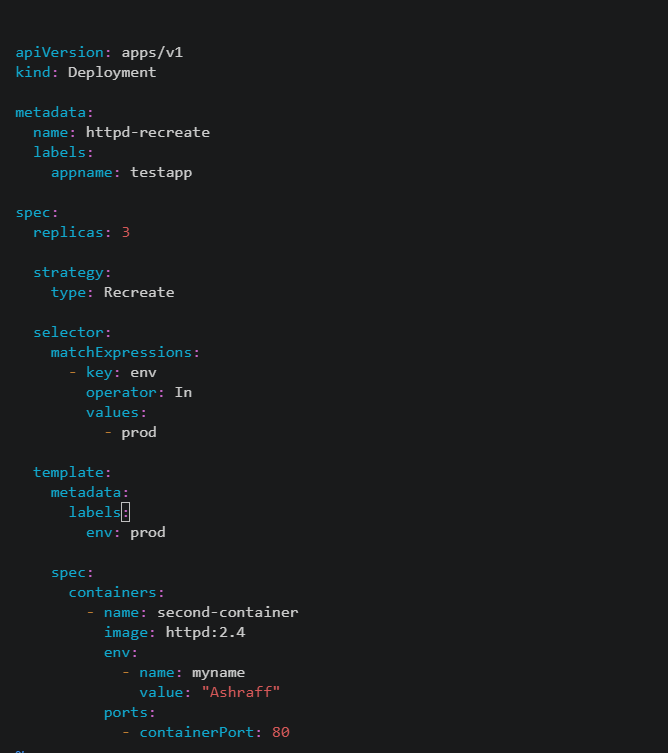 apiVersion: apps/v1
kind: Deployment
metadata:
  name: httpd-recreate
  labels:
    appname: testapp
spec:
  replicas: 3
  strategy:
    type: Recreate
  selector:
    matchExpressions:
      - key: env
        operator: In
        values:
          - prod
  template:
    metadata:
      labels:
        env: prod
    spec:
      containers:
        - name: second-container
          image: httpd:2.4
          env:
            - name: myname
              value: "Ashraff"
          ports:
            - containerPort: 80